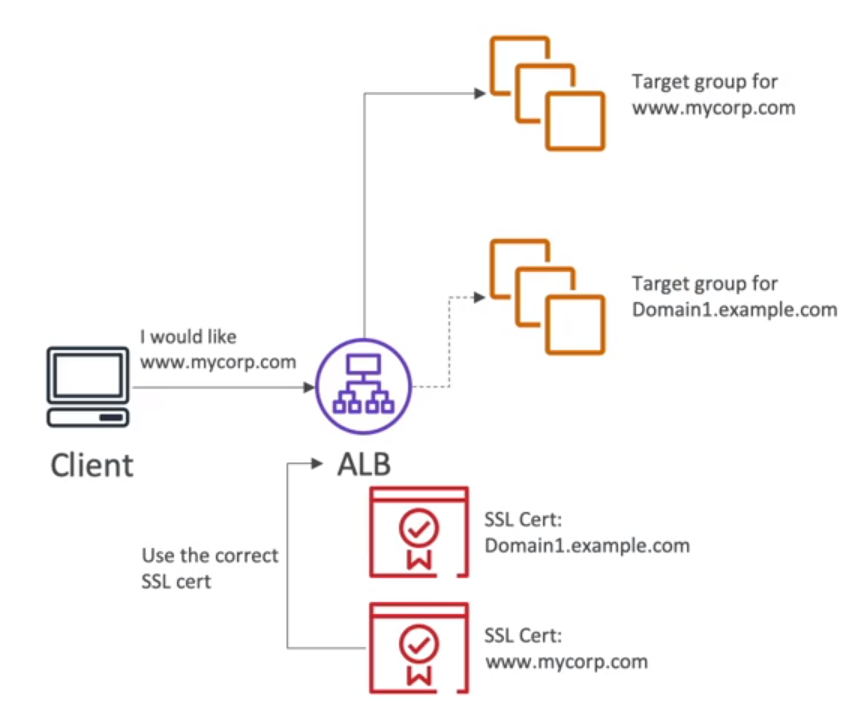 Target group for
www.mycorp.com
Target group for
Domain1.example.com
I would like
www.mycorp.com
Client
ALB
SSL Cert:
Domain1.example.com
Use the correct
SSL cert
SSL Cert:
www.mycorp.com